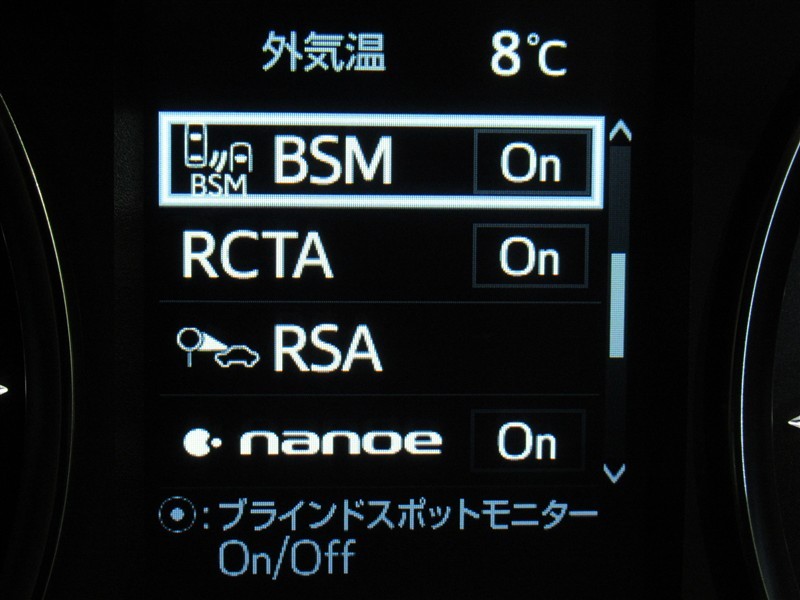 外気温 8℃
BSM BSM On
RCTA On
RSA
nanoe On
⦿:ブラインドスポットモニター
On/Off